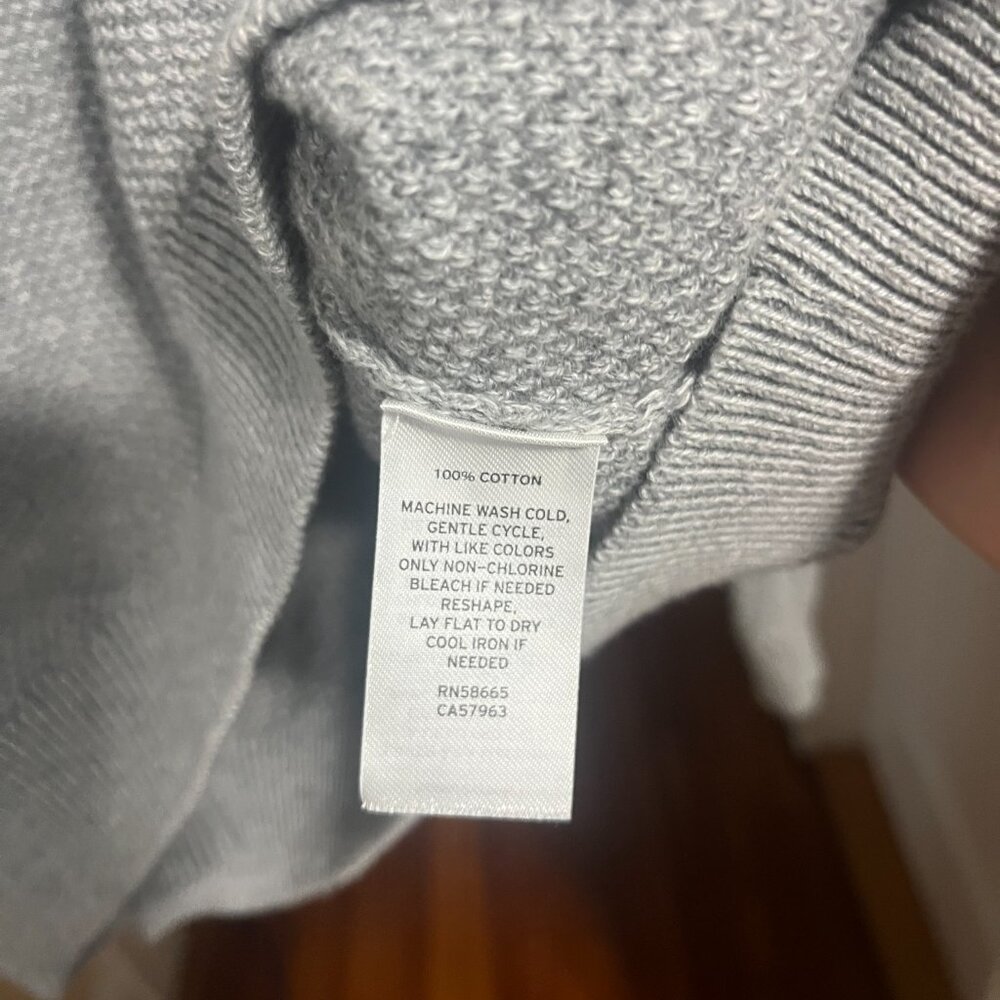 100% COTTON
MACHINE WASH COLD,
GENTLE CYCLE,
WITH LIKE COLORS
ONLY NON-CHLORINE
BLEACH IF NEEDED
RESHAPE,
LAY FLAT TO DRY
COOL IRON IF
NEEDED
RN58665
CA57963